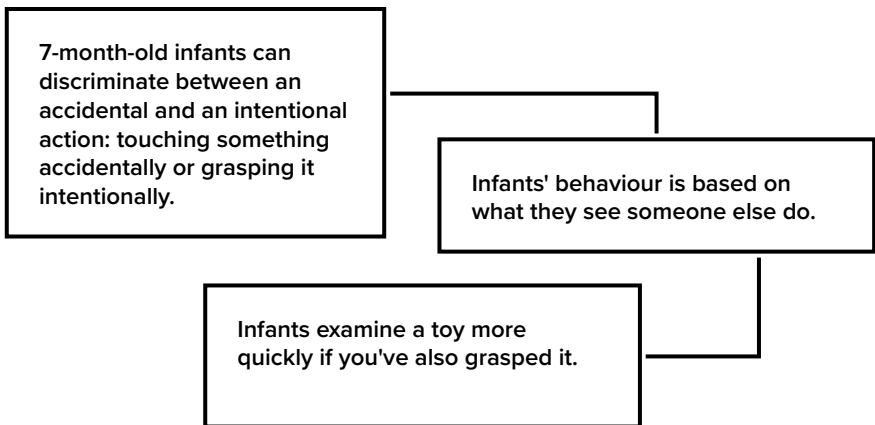 7-month-old infants can
discriminate between an
accidental and an intentional
action: touching something
accidentally or grasping it
intentionally.
Infants' behaviour is based on
what they see someone else do.
Infants examine a toy more
quickly if you've also grasped it.